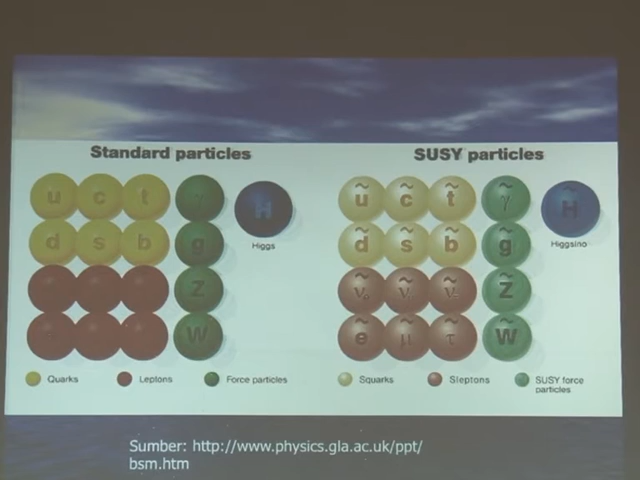 Standard particles
u c t γ
H
d s b g
Higgs
Z
W
Quarks Leptons Force particles
SUSY particles
ũ c̃ t̃ γ̃
H̃
d̃ s̃ b̃ g̃
Higgsino
ν̃ ν̃ ν̃ Z̃
ẽ μ̃ τ̃ W̃
Squarks Sleptons SUSY force
particles
Sumber: http://www.physics.gla.ac.uk/ppt/
bsm.htm